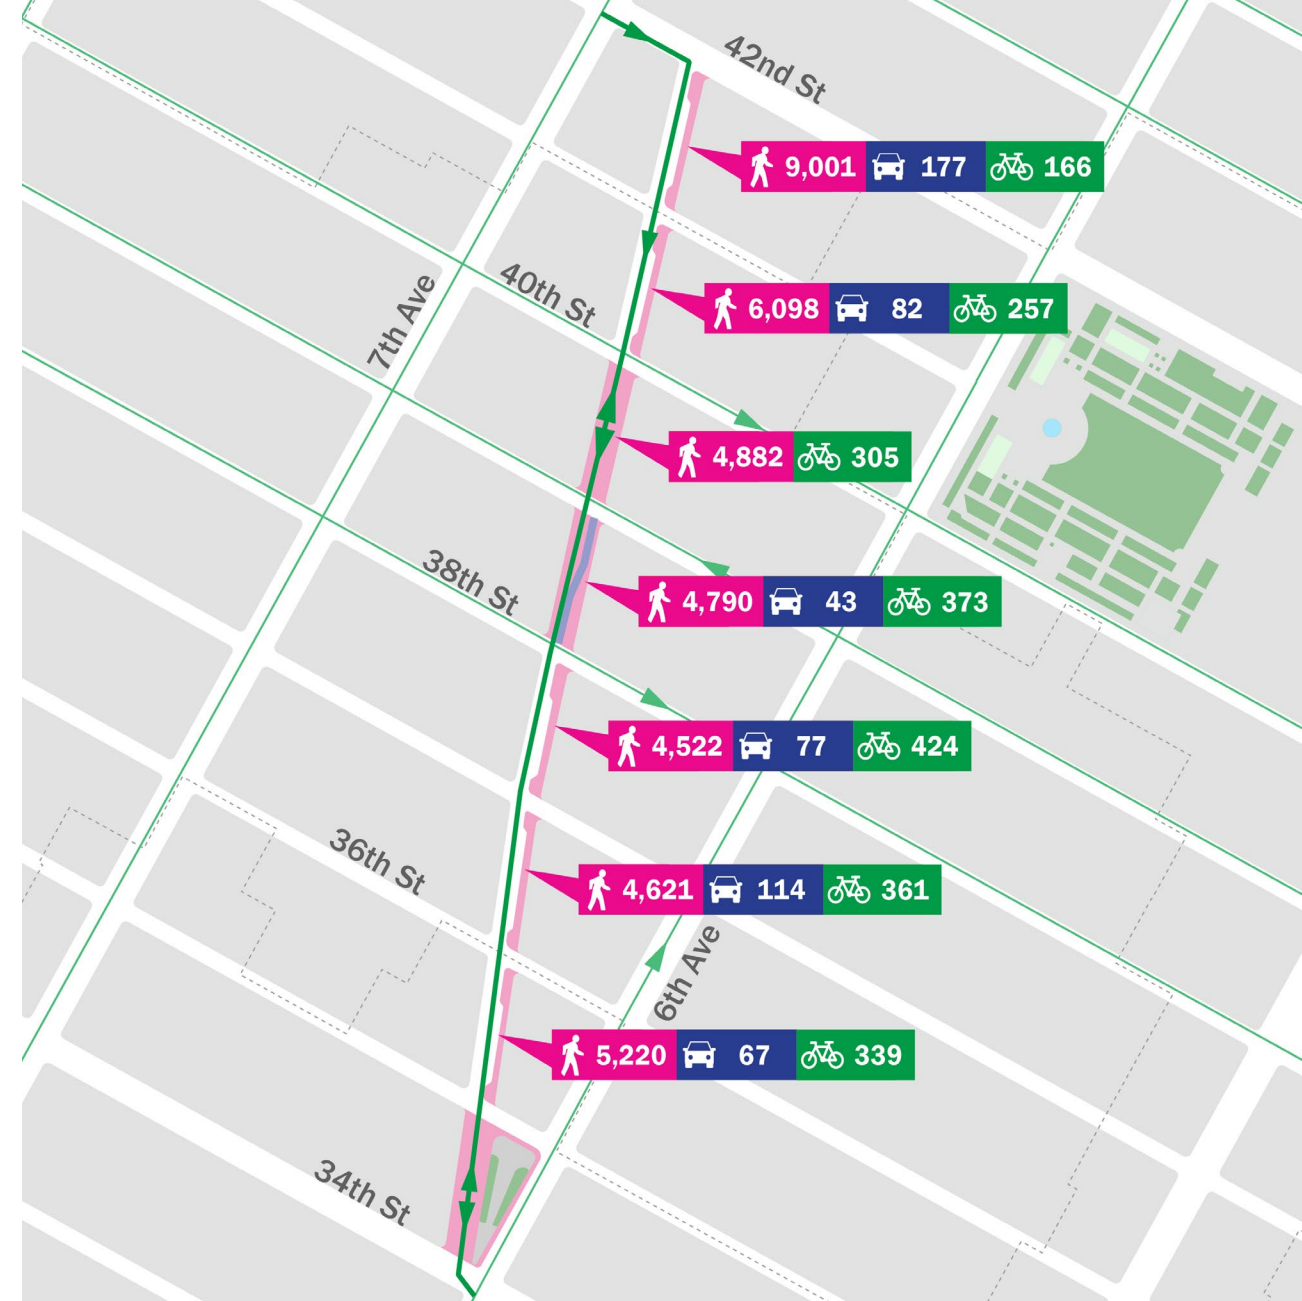 42nd St
9,001 177 166
40th St
6,098 82 257
7th Ave
4,882 305
38th St
4,790 43 373
4,522 77 424
36th St
4,621 114 361
6th Ave
5,220 67 339
34th St